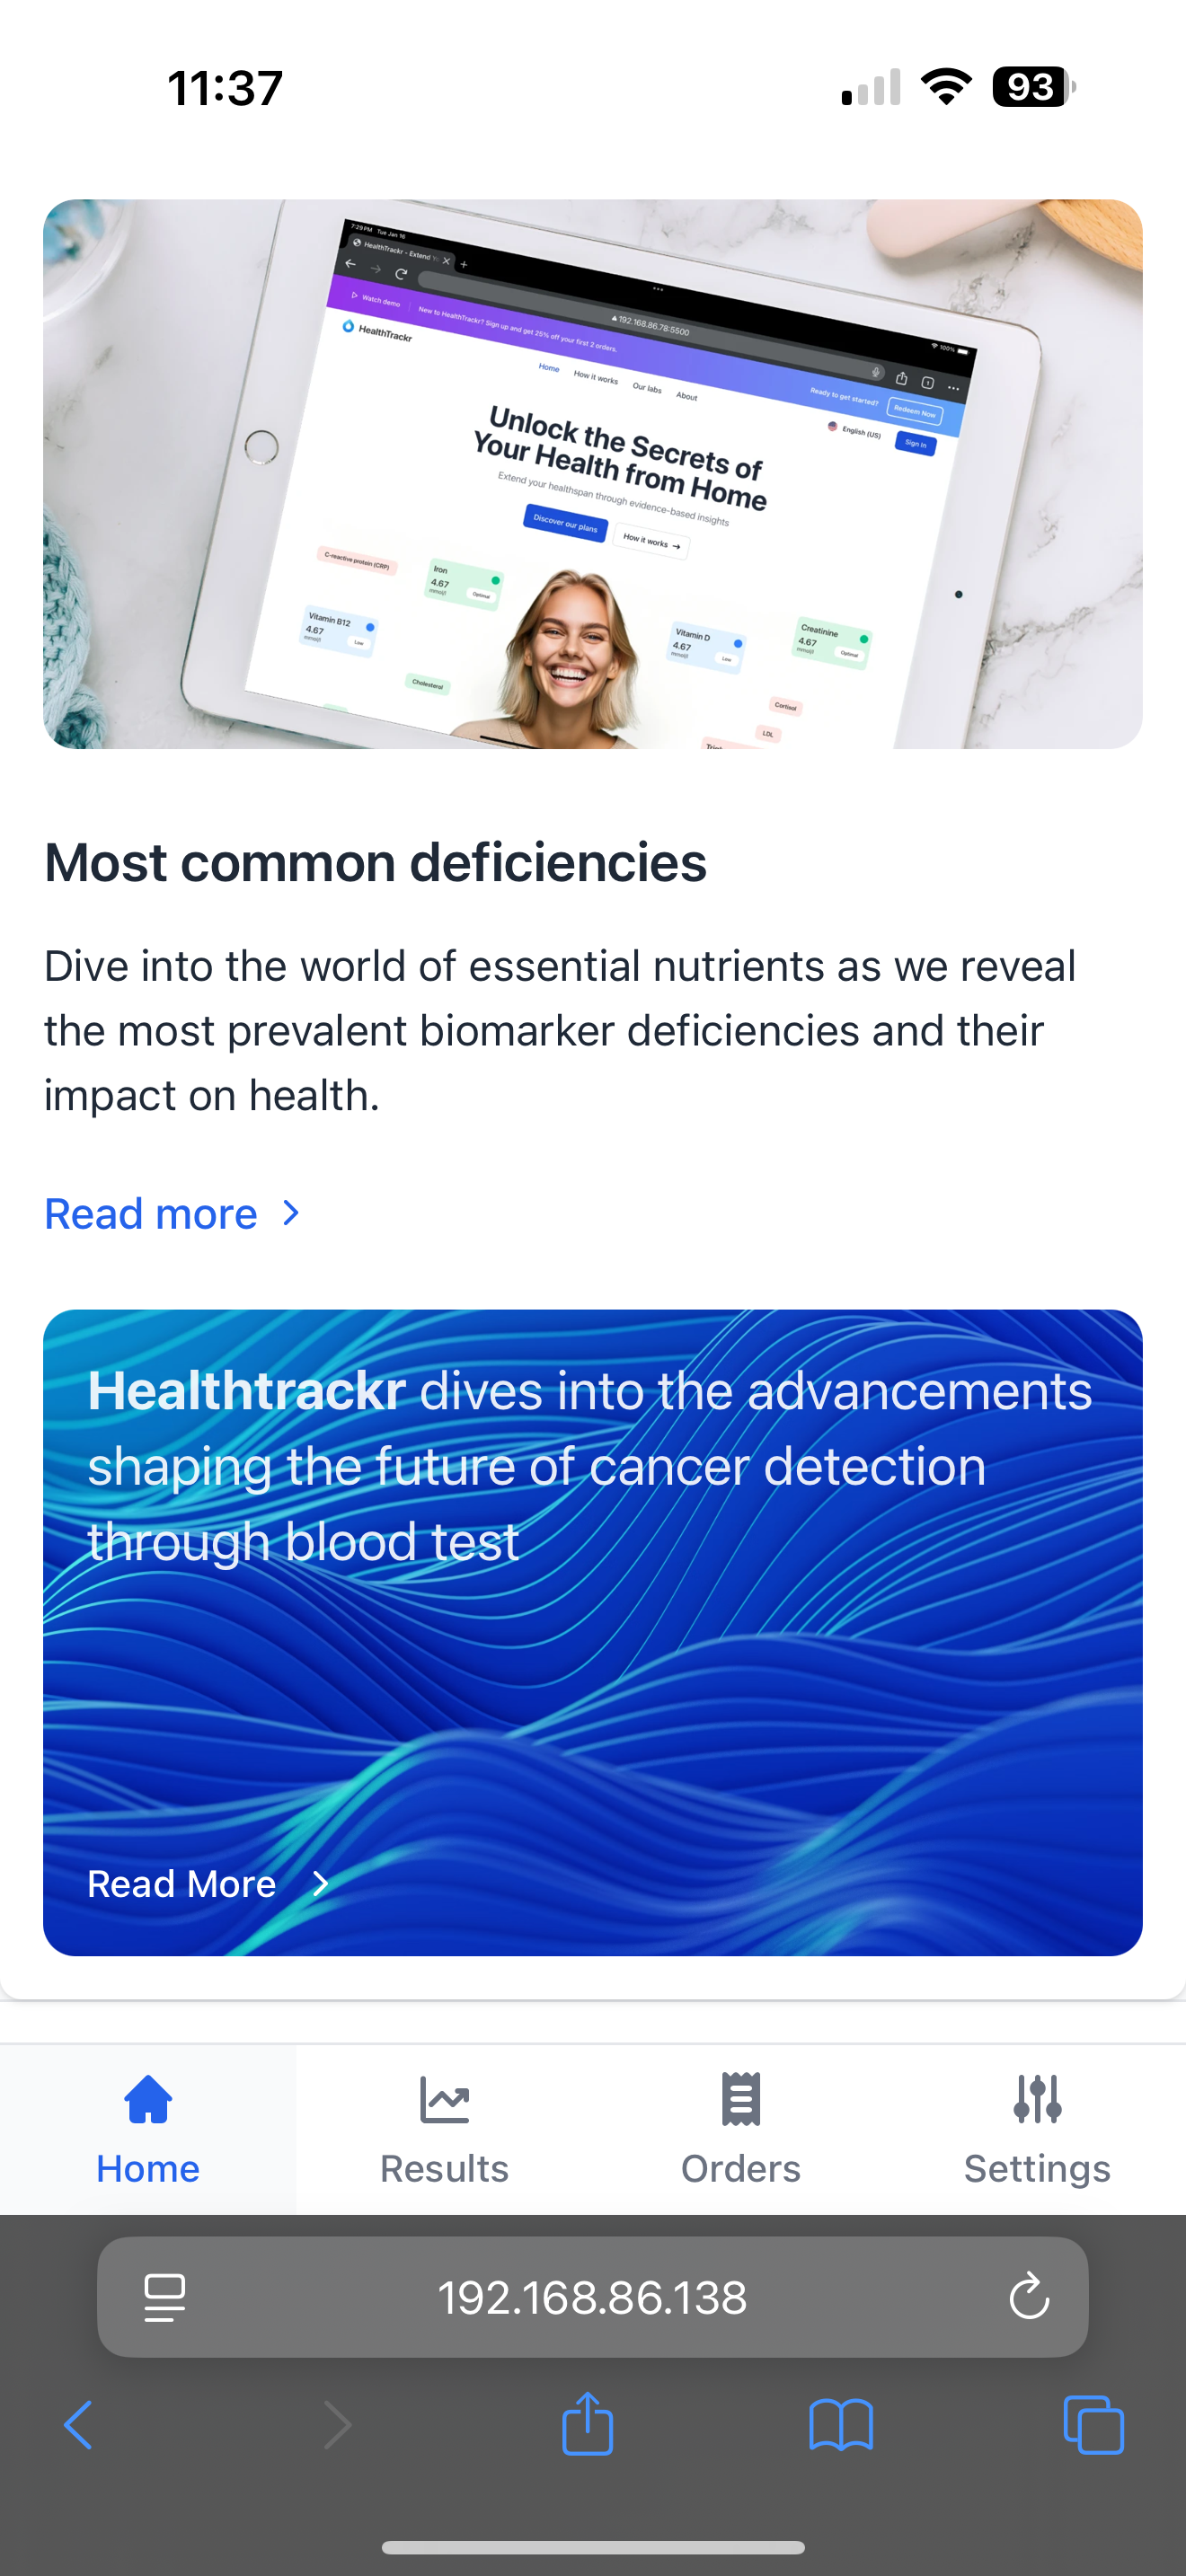 11:37
93
7:29 PM Tue Jan 16
HealthTrackr - Extend
192.168.86.78:5500
100%
Watch demo
New to HealthTrackr? Sign up and get 25% off your first 2 orders.
Ready to get started?
Redeem Now
HealthTrackr
Home How it works Our labs About
English (US)
Sign In
Unlock the Secrets of
Your Health from Home
Extend your healthspan through evidence-based insights
Discover our plans
How it works →
C-reactive protein (CRP)
Iron
4.67
mmol/l
Optimal
Vitamin B12
4.67
mmol/l
Low
Cholesterol
Vitamin D
4.67
mmol/l
Low
Creatinine
4.67
mmol/l
Optimal
Cortisol
LDL
Most common deficiencies
Dive into the world of essential nutrients as we reveal
the most prevalent biomarker deficiencies and their
impact on health.
Read more
Healthtrackr dives into the advancements
shaping the future of cancer detection
through blood test
Read More
Home Results Orders Settings
192.168.86.138